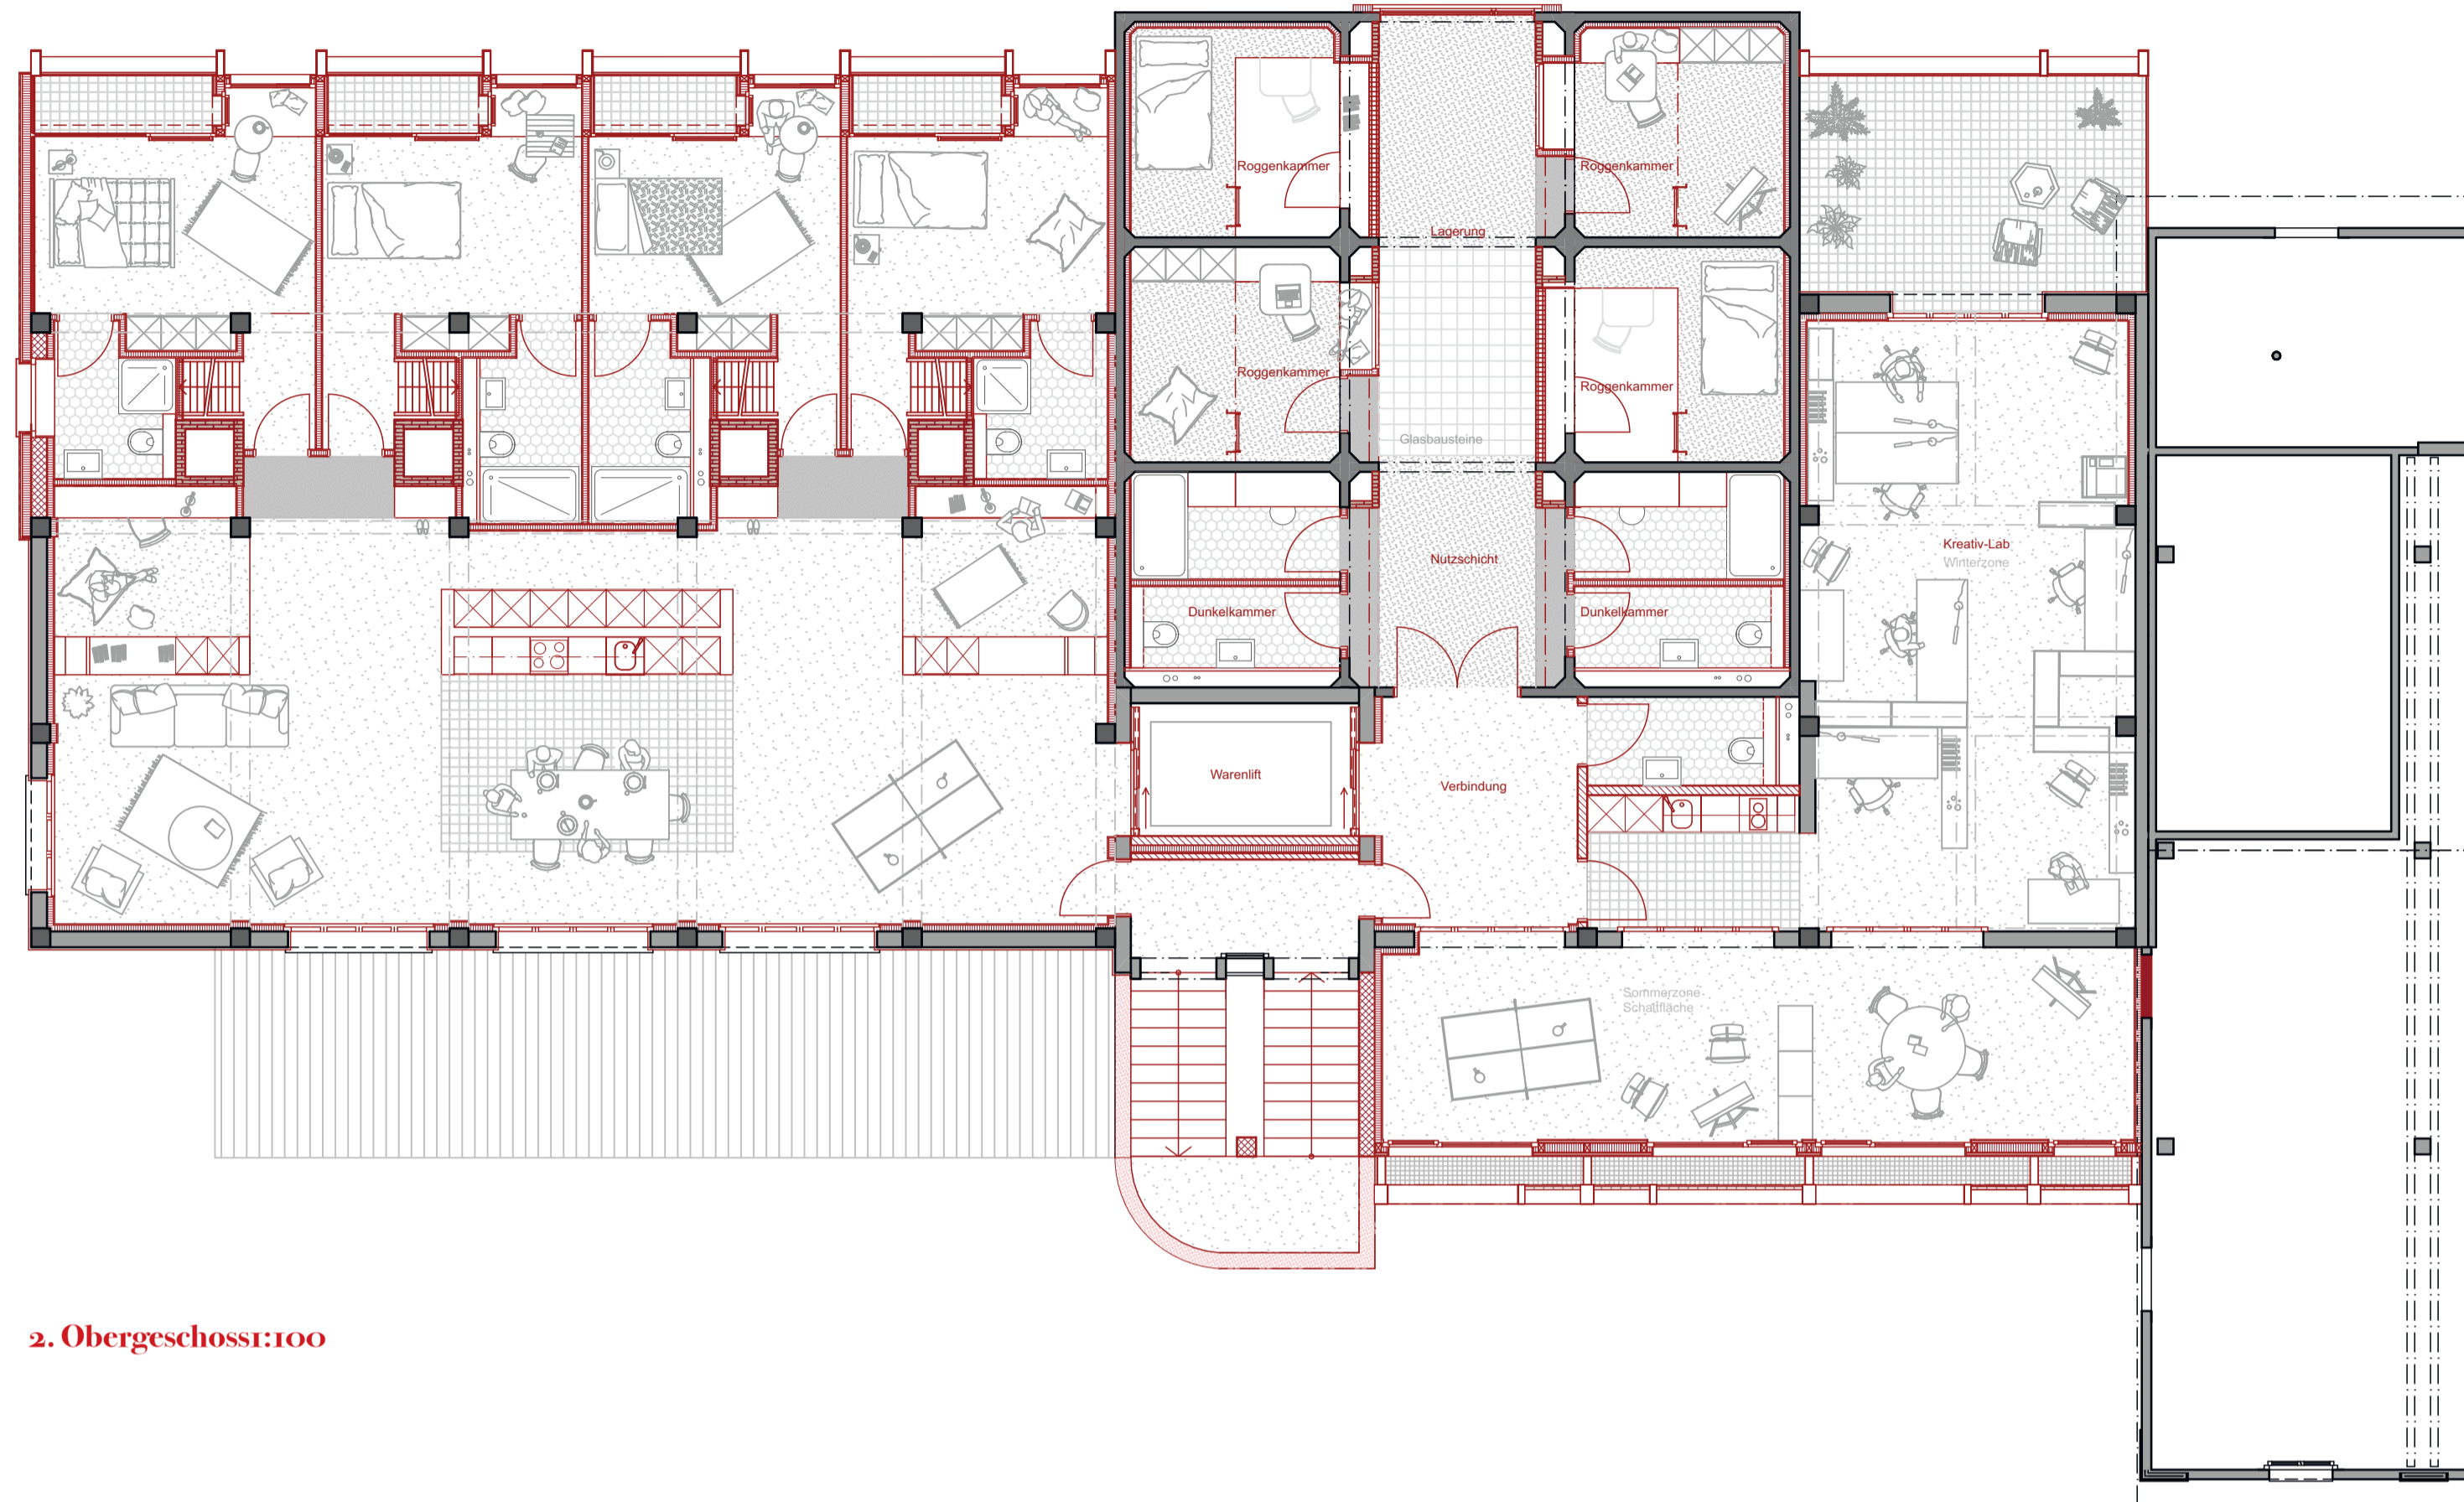 Roggenkammer
Roggenkammer
Lagerung
Roggenkammer
Roggenkammer
Glasbausteine
Kreativ-Lab
Winterzone
Nutzschicht
Dunkelkammer
Dunkelkammer
Warenlift
Verbindung
Sommerzone
Schaltfläche
2. Obergeschoss1:100